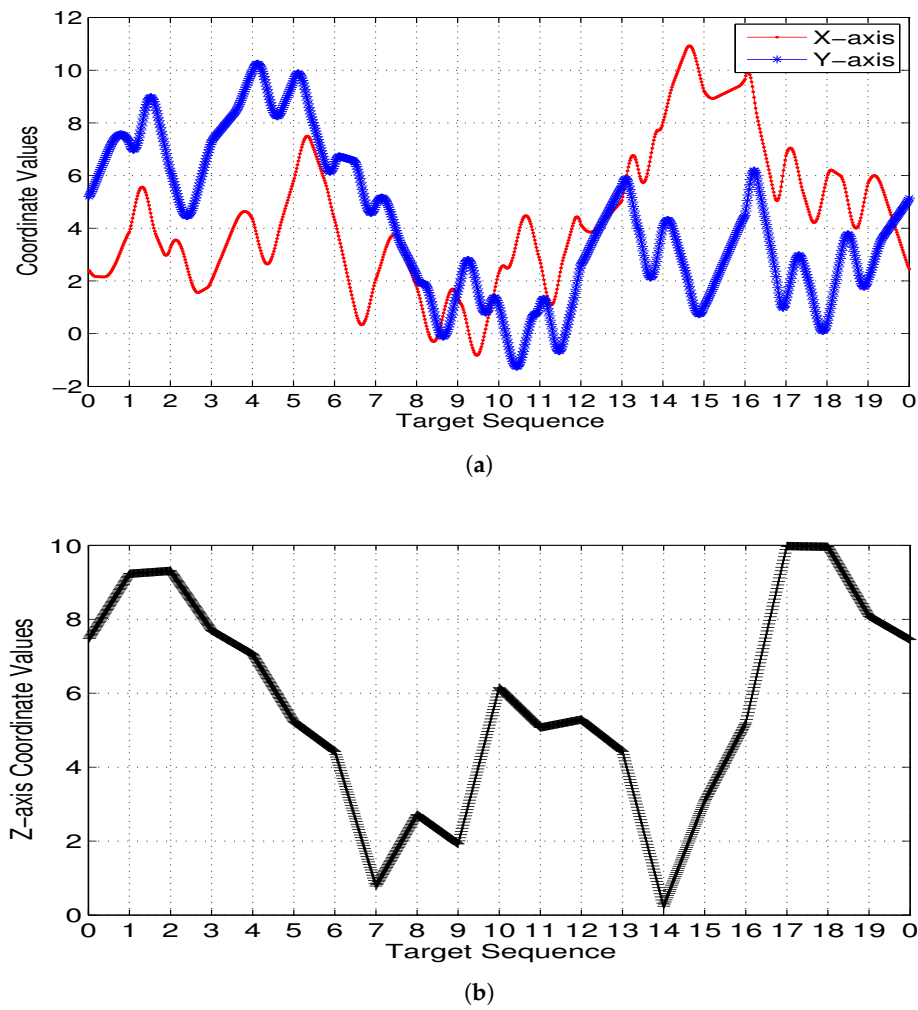 12
10
8
6
4
2
0
−2
Coordinate Values
X−axis
Y−axis
0 1 2 3 4 5 6 7 8 9 10 11 12 13 14 15 16 17 18 19 0
Target Sequence
(a)
10
8
6
4
2
0
Z−axis Coordinate Values
0 1 2 3 4 5 6 7 8 9 10 11 12 13 14 15 16 17 18 19 0
Target Sequence
(b)